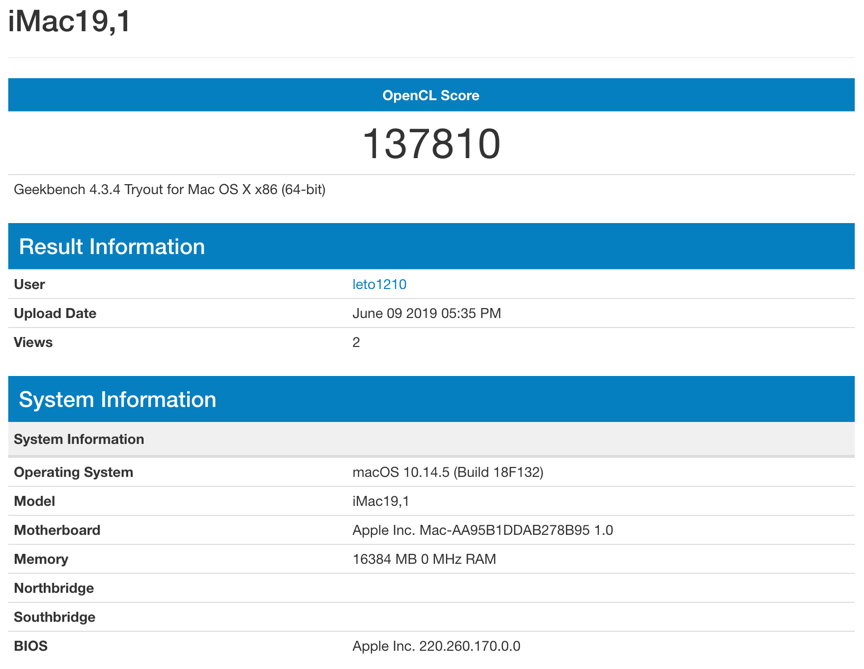 iMac19,1
OpenCL Score
137810
Geekbench 4.3.4 Tryout for Mac OS X x86 (64-bit)
Result Information
User leto1210
Upload Date June 09 2019 05:35 PM
Views 2
System Information
System Information
Operating System macOS 10.14.5 (Build 18F132)
Model iMac19,1
Motherboard Apple Inc. Mac-AA95B1DDAB278B95 1.0
Memory 16384 MB 0 MHz RAM
Northbridge
Southbridge
BIOS Apple Inc. 220.260.170.0.0